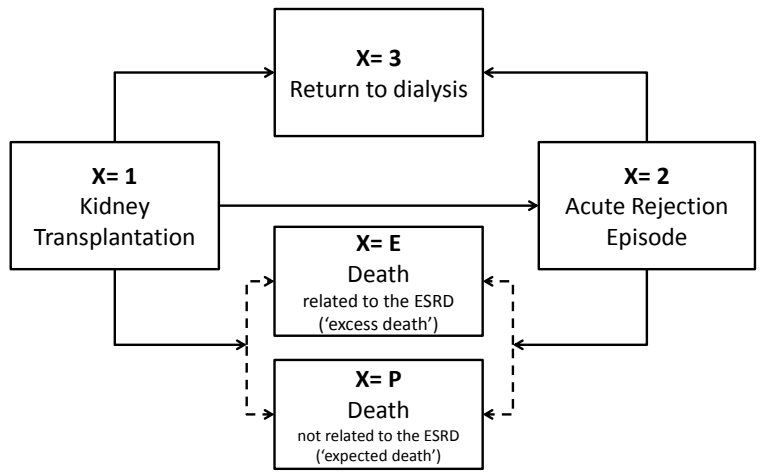 X= 3
Return to dialysis
X= 1
Kidney
Transplantation
X= 2
Acute Rejection
Episode
X= E
Death
related to the ESRD
(‘excess death’)
X= P
Death
not related to the ESRD
(‘expected death’)